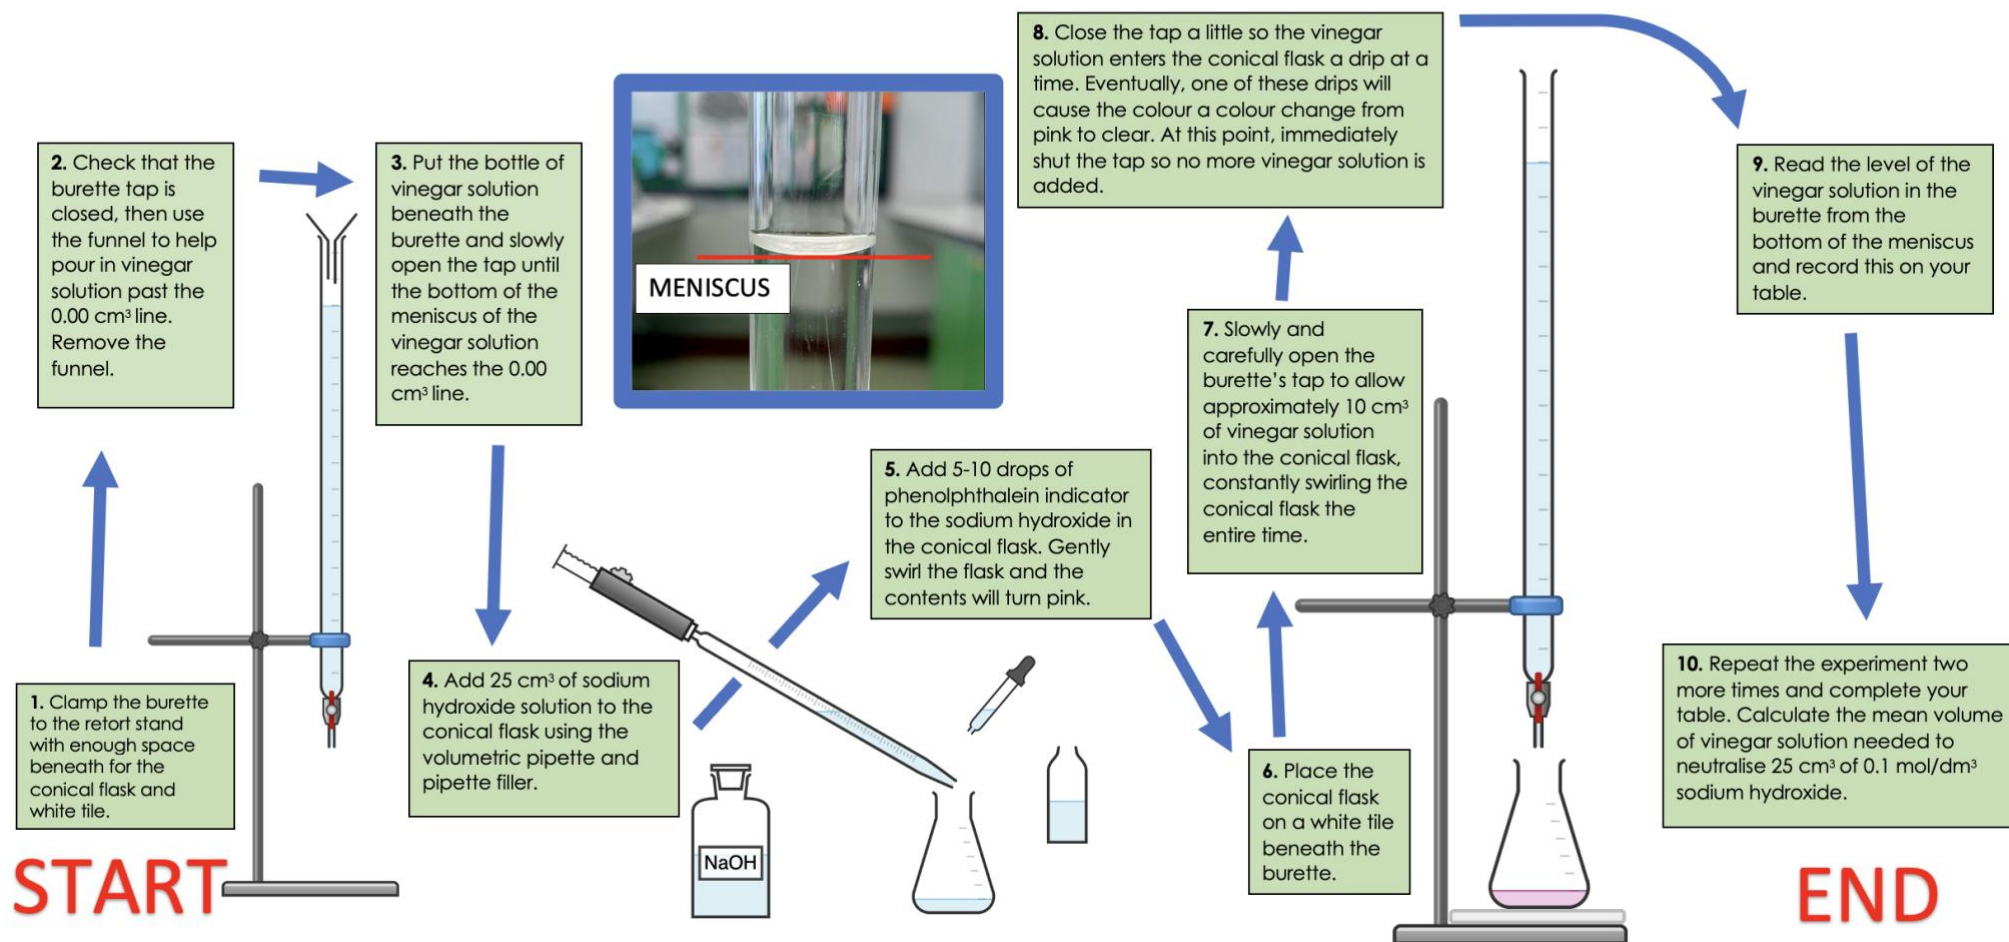 1. Clamp the burette
to the retort stand
with enough space
beneath for the
conical flask and
white tile.
START
2. Check that the
burette tap is
closed, then use
the funnel to help
pour in vinegar
solution past the
0.00 cm³ line.
Remove the
funnel.
3. Put the bottle of
vinegar solution
beneath the
burette and slowly
open the tap until
the bottom of the
meniscus of the
vinegar solution
reaches the 0.00
cm³ line.
MENISCUS
4. Add 25 cm³ of sodium
hydroxide solution to the
conical flask using the
volumetric pipette and
pipette filler.
NaOH
5. Add 5-10 drops of
phenolphthalein indicator
to the sodium hydroxide in
the conical flask. Gently
swirl the flask and the
contents will turn pink.
6. Place the
conical flask
on a white tile
beneath the
burette.
7. Slowly and
carefully open the
burette’s tap to allow
approximately 10 cm³
of vinegar solution
into the conical flask,
constantly swirling the
conical flask the
entire time.
8. Close the tap a little so the vinegar
solution enters the conical flask a drip at a
time. Eventually, one of these drips will
cause the colour a colour change from
pink to clear. At this point, immediately
shut the tap so no more vinegar solution is
added.
9. Read the level of the
vinegar solution in the
burette from the
bottom of the meniscus
and record this on your
table.
10. Repeat the experiment two
more times and complete your
table. Calculate the mean volume
of vinegar solution needed to
neutralise 25 cm³ of 0.1 mol/dm³
sodium hydroxide.
END